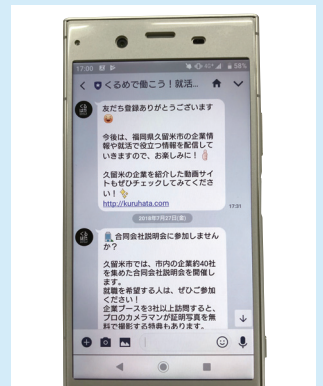 17:00
58%
くるめで働こう！就活...
友だち登録ありがとうございます
今後は、福岡県久留米市の企業情
報や就活で役立つ情報を配信して
いきますので、お楽しみに！
久留米の企業を紹介した動画サイ
トもぜひチェックしてみてくださ
い！
http://kuruhata.com
17:31
2018年7月27日(金)
合同会社説明会に参加しません
か？
久留米市では、市内の企業約40社
を集めた合同会社説明会を開催し
ます。
就職を希望する人は、ぜひご参加
ください！
企業ブースを3社以上訪問すると、
プロのカメラマンが証明写真を無
料で撮影する特典もあります。